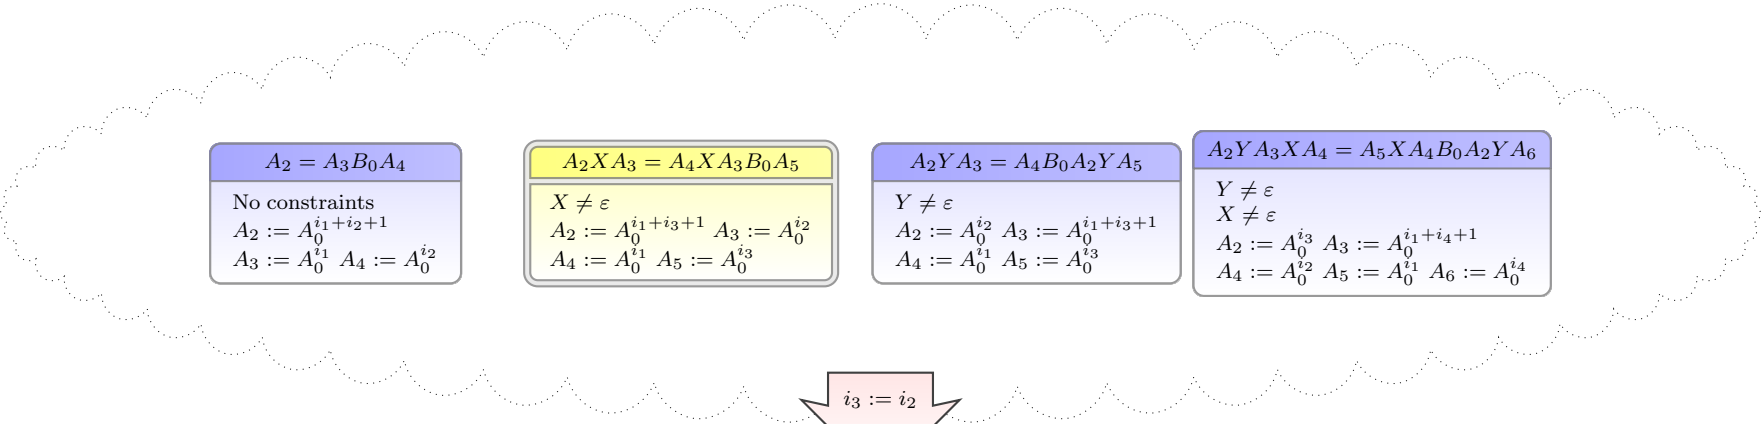 A_2 = A_3B_0A_4
No constraints
A_2 := A_0^{i_1+i_2+1}
A_3 := A_0^{i_1} A_4 := A_0^{i_2}
A_2XA_3 = A_4XA_3B_0A_5
X ≠ ε
A_2 := A_0^{i_1+i_3+1} A_3 := A_0^{i_2}
A_4 := A_0^{i_1} A_5 := A_0^{i_3}
A_2YA_3 = A_4B_0A_2YA_5
Y ≠ ε
A_2 := A_0^{i_2} A_3 := A_0^{i_1+i_3+1}
A_4 := A_0^{i_1} A_5 := A_0^{i_3}
A_2YA_3XA_4 = A_5XA_4B_0A_2YA_6
Y ≠ ε
X ≠ ε
A_2 := A_0^{i_3} A_3 := A_0^{i_1+i_4+1}
A_4 := A_0^{i_2} A_5 := A_0^{i_1} A_6 := A_0^{i_4}
i_3 := i_2